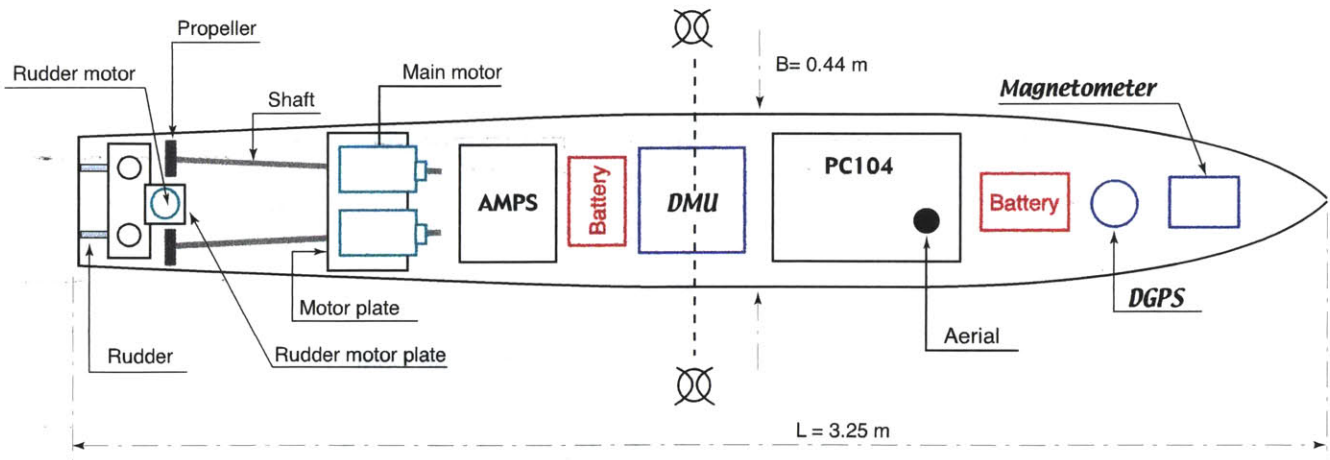 Propeller
Rudder motor
Main motor
B= 0.44 m
Shaft
Magnetometer
PC104
AMPS
Battery
DMU
Battery
Motor plate
DGPS
Rudder
Rudder motor plate
Aerial
L = 3.25 m